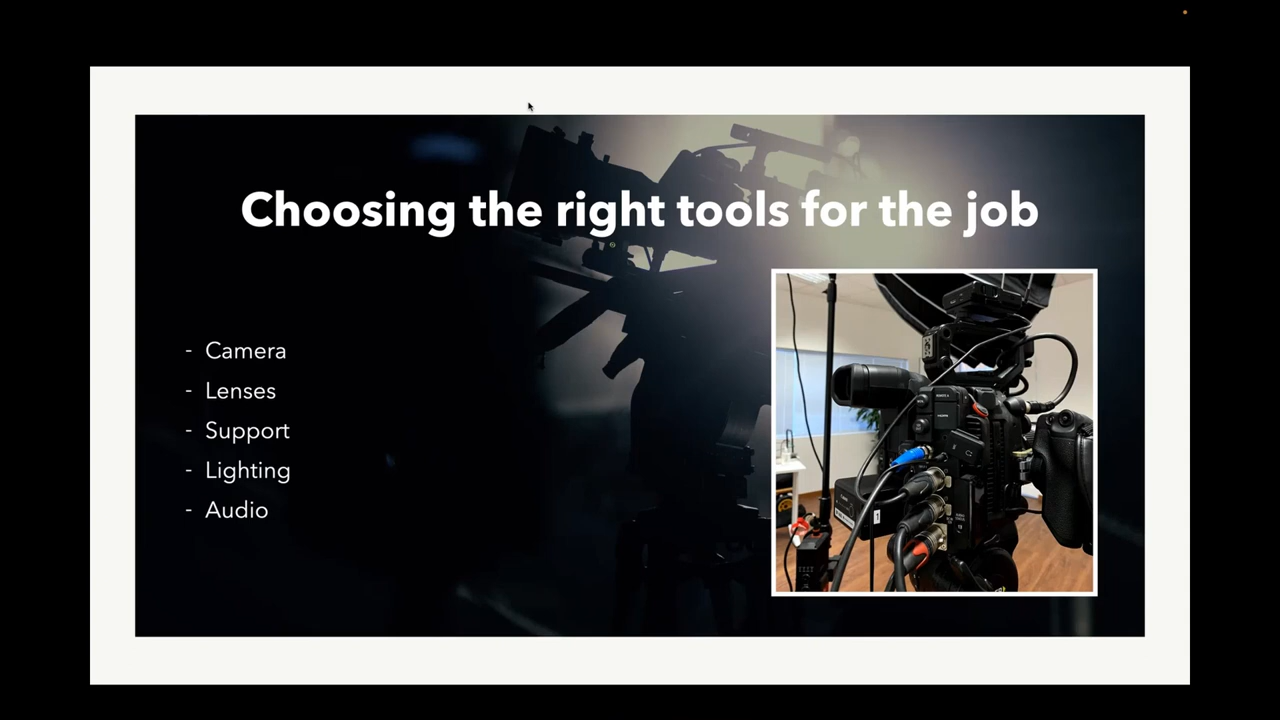 Choosing the right tools for the job
- Camera
- Lenses
- Support
- Lighting
- Audio